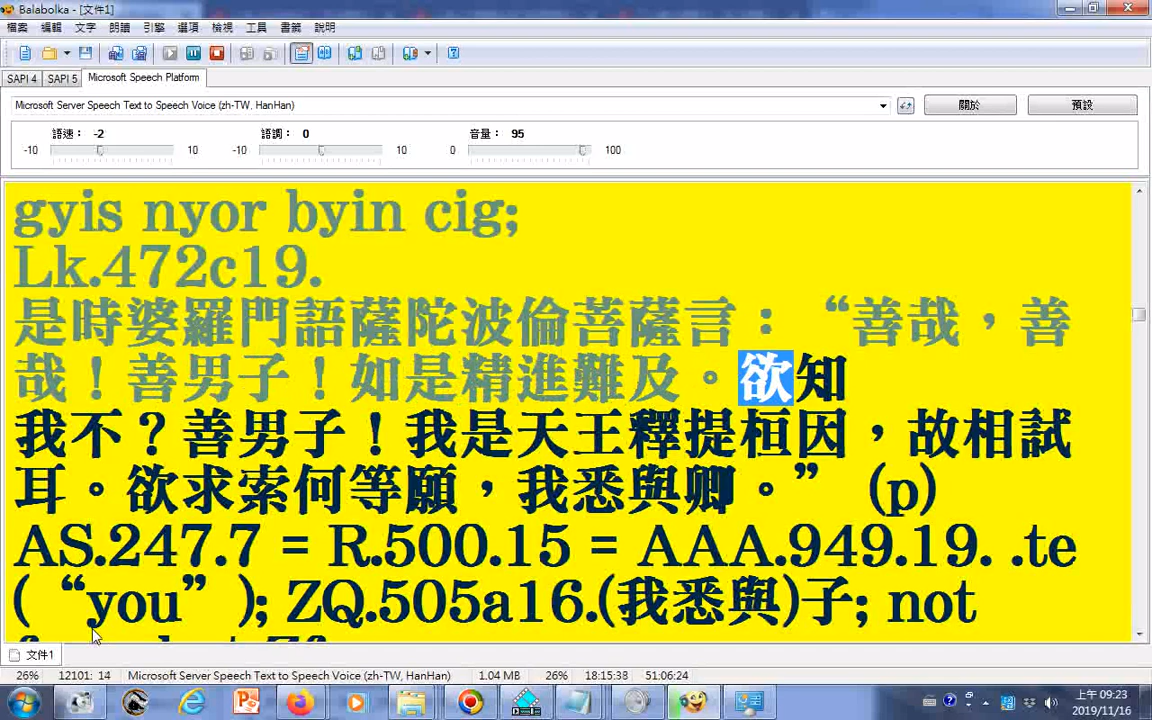 Balabolka - [文件1]
檔案 編輯 文字 朗讀 引擎 選項 檢視 工具 書籤 說明
SAPI 4 SAPI 5 Microsoft Speech Platform
Microsoft Server Speech Text to Speech Voice (zh-TW, HanHan) 關於 預設
語速： -2 語調： 0 音量： 95
-10 10 -10 10 0 100
gyis nyor byin cig;
Lk.472c19.
是時婆羅門語薩陀波倫菩薩言：“善哉，善
哉！善男子！如是精進難及。欲知
我不？善男子！我是天王釋提桓因，故相試
耳。欲求索何等願，我悉與卿。” (p)
AS.247.7 = R.500.15 = AAA.949.19. .te
(“you”); ZQ.505a16.(我悉與)子; not
文件1
26% 12101: 14 Microsoft Server Speech Text to Speech Voice (zh-TW, HanHan) 1.04 MB 26% 18:15:38 51:06:24
上午 09:23
2019/11/16